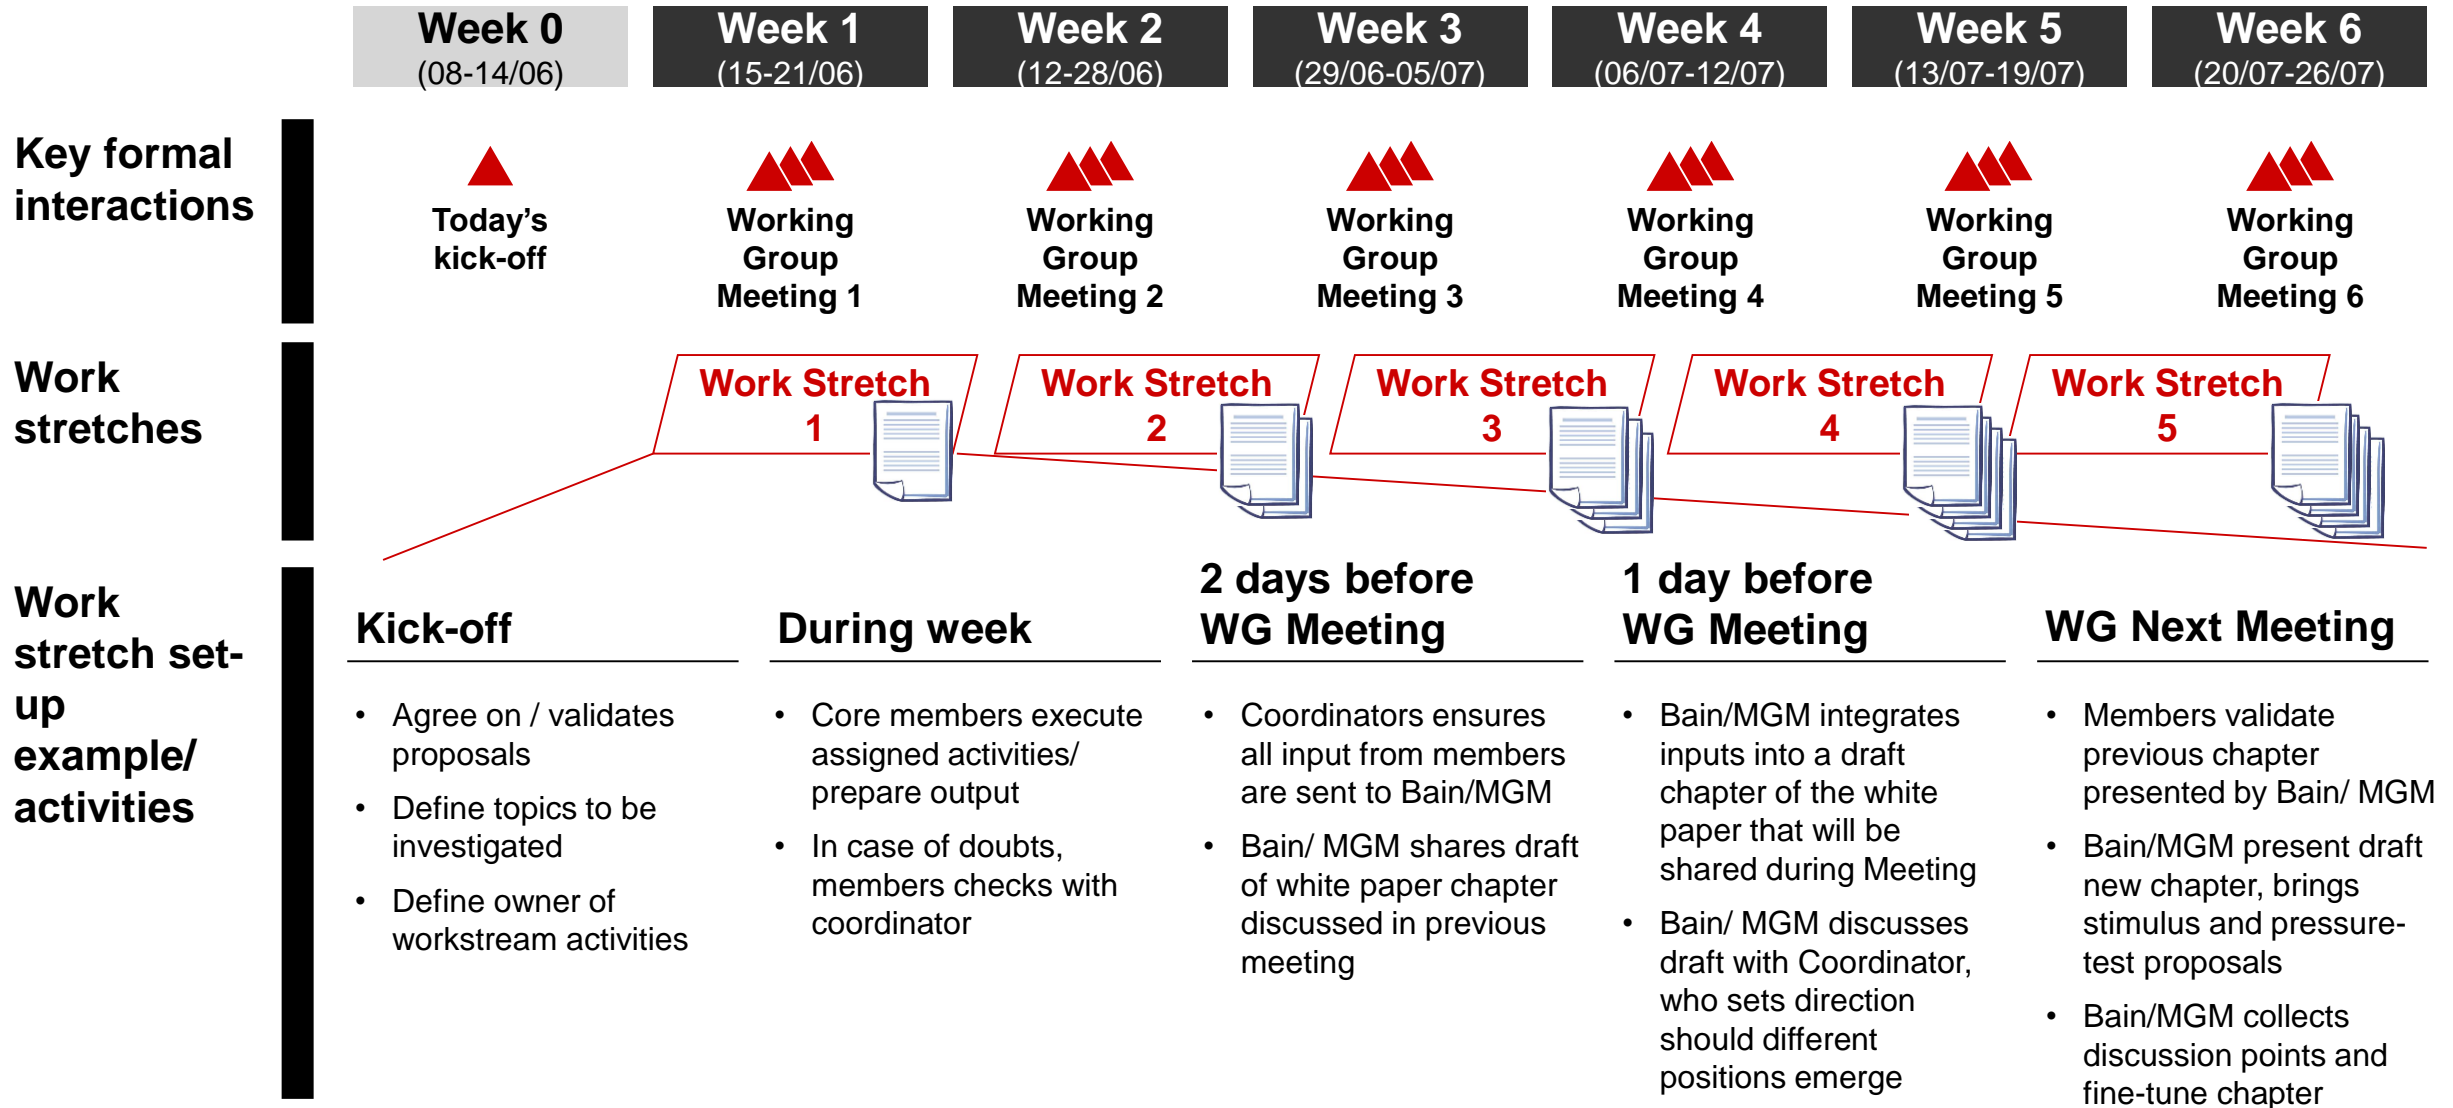 Week 0
(08-14/06)
Week 1
(15-21/06)
Week 2
(12-28/06)
Week 3
(29/06-05/07)
Week 4
(06/07-12/07)
Week 5
(13/07-19/07)
Week 6
(20/07-26/07)
Key formal
interactions
Today’s
kick-off
Working
Group
Meeting 1
Working
Group
Meeting 2
Working
Group
Meeting 3
Working
Group
Meeting 4
Working
Group
Meeting 5
Working
Group
Meeting 6
Work
stretches
Work Stretch
1
Work Stretch
2
Work Stretch
3
Work Stretch
4
Work Stretch
5
Work
stretch set-
up
example/
activities
Kick-off
• Agree on / validates
proposals
• Define topics to be
investigated
• Define owner of
workstream activities
During week
• Core members execute
assigned activities/
prepare output
• In case of doubts,
members checks with
coordinator
2 days before
WG Meeting
• Coordinators ensures
all input from members
are sent to Bain/MGM
• Bain/ MGM shares draft
of white paper chapter
discussed in previous
meeting
1 day before
WG Meeting
• Bain/MGM integrates
inputs into a draft
chapter of the white
paper that will be
shared during Meeting
• Bain/ MGM discusses
draft with Coordinator,
who sets direction
should different
positions emerge
WG Next Meeting
• Members validate
previous chapter
presented by Bain/ MGM
• Bain/MGM present draft
new chapter, brings
stimulus and pressure-
test proposals
• Bain/MGM collects
discussion points and
fine-tune chapter